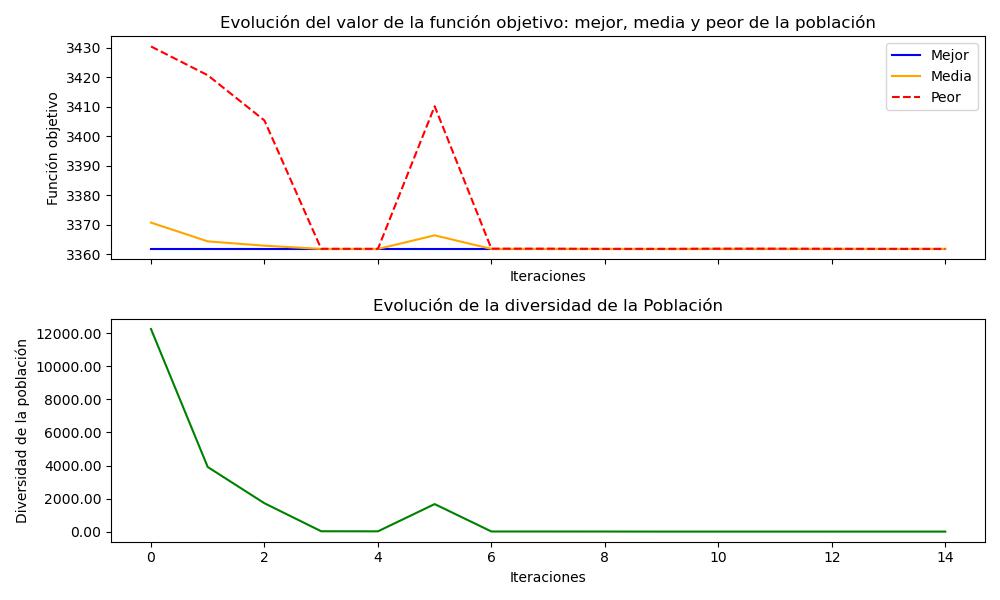 Evolución del valor de la función objetivo: mejor, media y peor de la población
Función objetivo
3430
3420
3410
3400
3390
3380
3370
3360
Mejor
Media
Peor
Iteraciones
Evolución de la diversidad de la Población
Diversidad de la población
12000.00
10000.00
8000.00
6000.00
4000.00
2000.00
0.00
0 2 4 6 8 10 12 14
Iteraciones